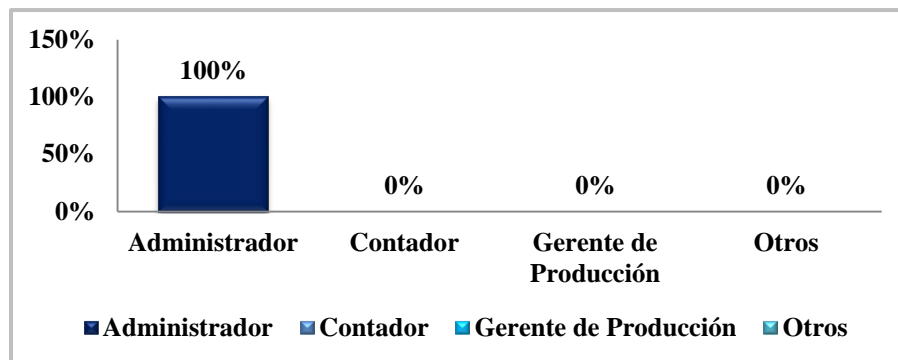 150%
100%
100%
50%
0%
0%
0%
0%
Administrador
Contador
Gerente de
Producción
Otros
Administrador Contador Gerente de Producción Otros